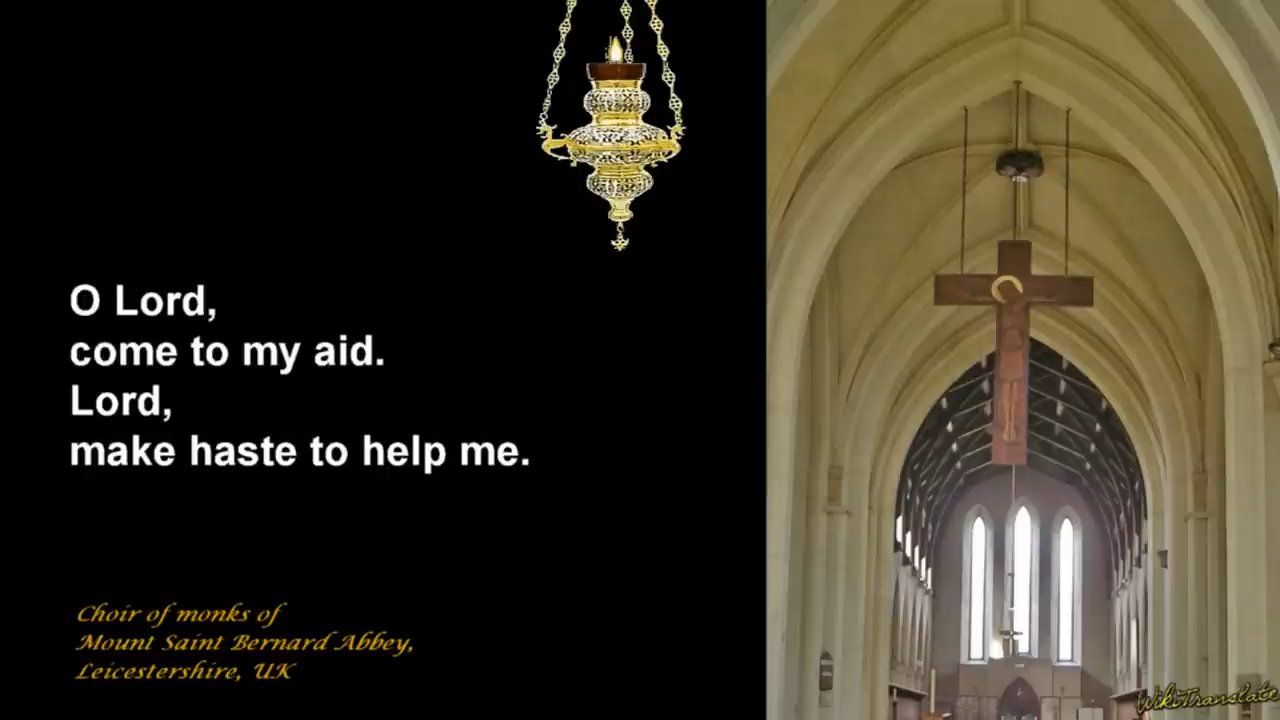 O Lord,
come to my aid.
Lord,
make haste to help me.
Choir of monks of
Mount Saint Bernard Abbey,
Leicestershire, UK
WikiTranslate